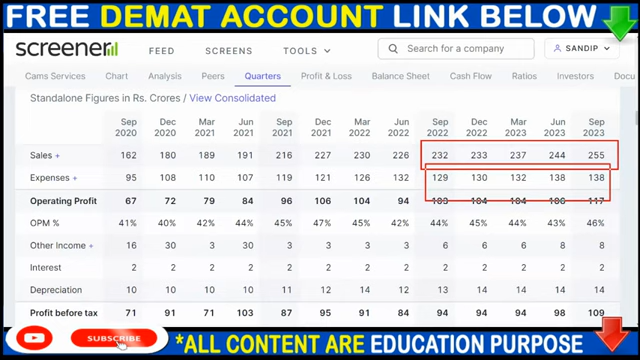 FREE DEMAT ACCOUNT LINK BELOW
screener FEED SCREENS TOOLS Search for a company SANDIP
Cams Services Chart Analysis Peers Quarters Profit & Loss Balance Sheet Cash Flow Ratios Investors Docu
Standalone Figures in Rs. Crores / View Consolidated
Sep 2020 Dec 2020 Mar 2021 Jun 2021 Sep 2021 Dec 2021 Mar 2022 Jun 2022 Sep 2022 Dec 2022 Mar 2023 Jun 2023 Sep 2023
Sales + 162 180 189 191 216 227 230 226 232 233 237 244 255
Expenses + 95 108 110 107 119 121 126 132 129 130 132 138 138
Operating Profit 67 72 79 84 96 106 104 94 103 104 104 106 117
OPM % 41% 40% 42% 44% 45% 47% 45% 42% 44% 45% 44% 43% 46%
Other Income + 16 30 3 30 3 3 3 3 6 6 6 8 8
Interest 2 2 2 2 2 2 2 2 2 2 2 2 2
Depreciation 10 10 10 11 10 12 13 12 13 14 14 14 14
Profit before tax 71 91 71 103 87 95 91 84 94 94 94 98 109
SUBSCRIBE *ALL CONTENT ARE EDUCATION PURPOSE